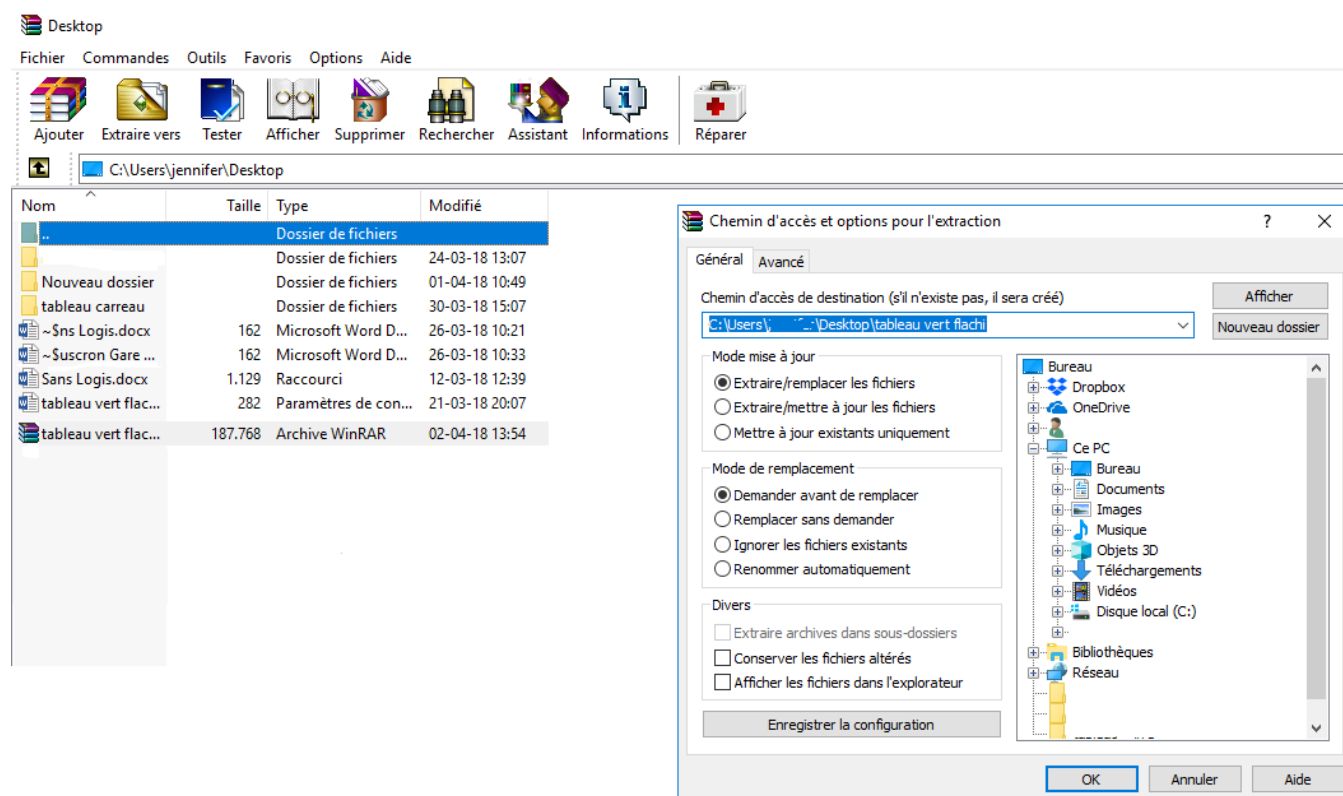 Desktop
Fichier Commandes Outils Favoris Options Aide
Ajouter Extraire vers Tester Afficher Supprimer Rechercher Assistant Informations Réparer
C:\Users\jennifer\Desktop
Nom Taille Type Modifié
.. Dossier de fichiers
Dossier de fichiers 24-03-18 13:07
Nouveau dossier Dossier de fichiers 01-04-18 10:49
tableau carreau Dossier de fichiers 30-03-18 15:07
~$ns Logis.docx 162 Microsoft Word D... 26-03-18 10:21
~$uscron Gare ... 162 Microsoft Word D... 26-03-18 10:33
Sans Logis.docx 1.129 Raccourci 12-03-18 12:39
tableau vert flac... 282 Paramètres de con... 21-03-18 20:07
tableau vert flac... 187.768 Archive WinRAR 02-04-18 13:54
Chemin d'accès et options pour l'extraction ? X
Général Avancé
Chemin d'accès de destination (s'il n'existe pas, il sera créé)
Afficher
C:\Users\ \Desktop\tableau vert flachi
Nouveau dossier
Mode mise à jour
Extraire/remplacer les fichiers
Extraire/mettre à jour les fichiers
Mettre à jour existants uniquement
Mode de remplacement
Demander avant de remplacer
Remplacer sans demander
Ignorer les fichiers existants
Renommer automatiquement
Divers
Extraire archives dans sous-dossiers
Conserver les fichiers altérés
Afficher les fichiers dans l'explorateur
Enregistrer la configuration
Bureau
Dropbox
OneDrive
Ce PC
Bureau
Documents
Images
Musique
Objets 3D
Téléchargements
Vidéos
Disque local (C:)
Bibliothèques
Réseau
OK Annuler Aide